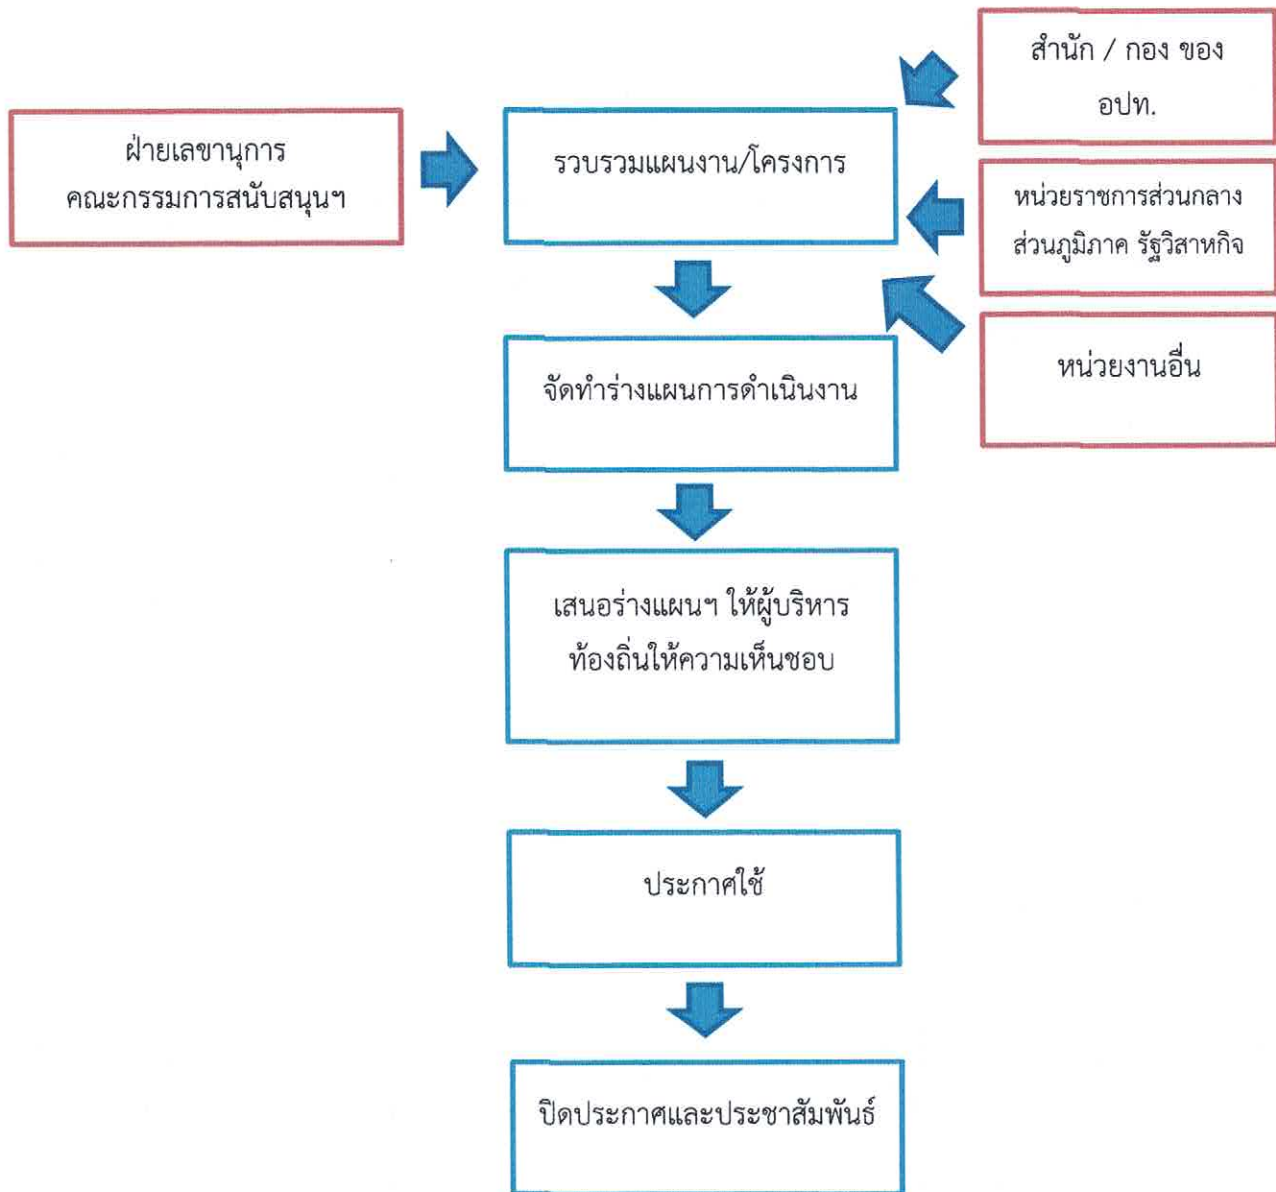 สำนัก / กอง ของ
อปท.
ฝ่ายเลขานุการ
คณะกรรมการสนับสนุนฯ
รวบรวมแผนงาน/โครงการ
หน่วยราชการส่วนกลาง
ส่วนภูมิภาค รัฐวิสาหกิจ
หน่วยงานอื่น
จัดทำร่างแผนการดำเนินงาน
เสนอร่างแผนฯ ให้ผู้บริหาร
ท้องถิ่นให้ความเห็นชอบ
ประกาศใช้
ปิดประกาศและประชาสัมพันธ์